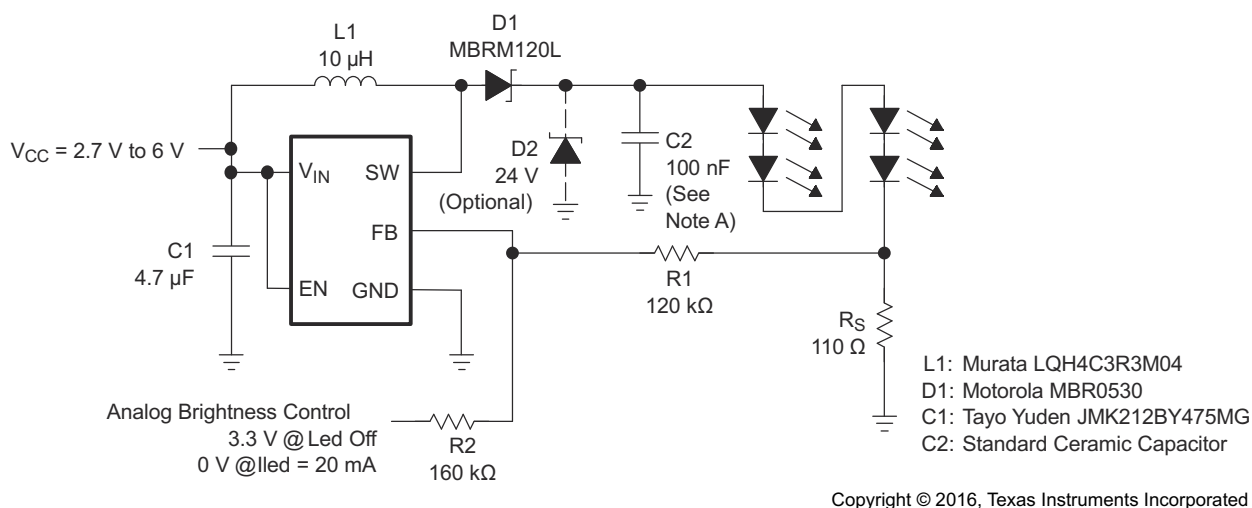 D1
MBRM120L
L1
10 µH
VCC = 2.7 V to 6 V
VIN
SW
D2
24 V
(Optional)
C2
100 nF
(See
Note A)
FB
C1
4.7 µF
EN
GND
R1
120 kΩ
RS
110 Ω
Analog Brightness Control
3.3 V @ Led Off
0 V @Iled = 20 mA
R2
160 kΩ
L1: Murata LQH4C3R3M04
D1: Motorola MBR0530
C1: Tayo Yuden JMK212BY475MG
C2: Standard Ceramic Capacitor
Copyright © 2016, Texas Instruments Incorporated